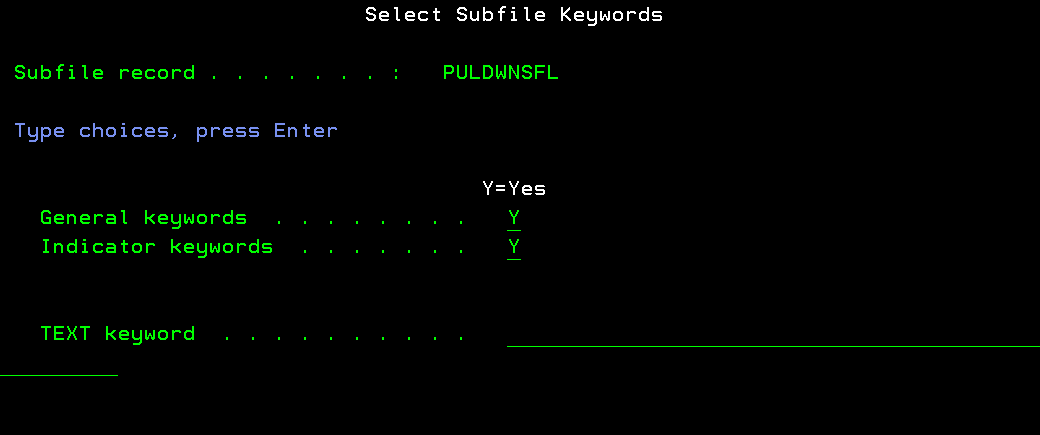 Select Subfile Keywords
Subfile record . . . . . . . :   PULDWNSFL
Type choices, press Enter
Y=Yes
General keywords  . . . . . . . .   Y
Indicator keywords  . . . . . . .   Y
TEXT keyword  . . . . . . . . . .